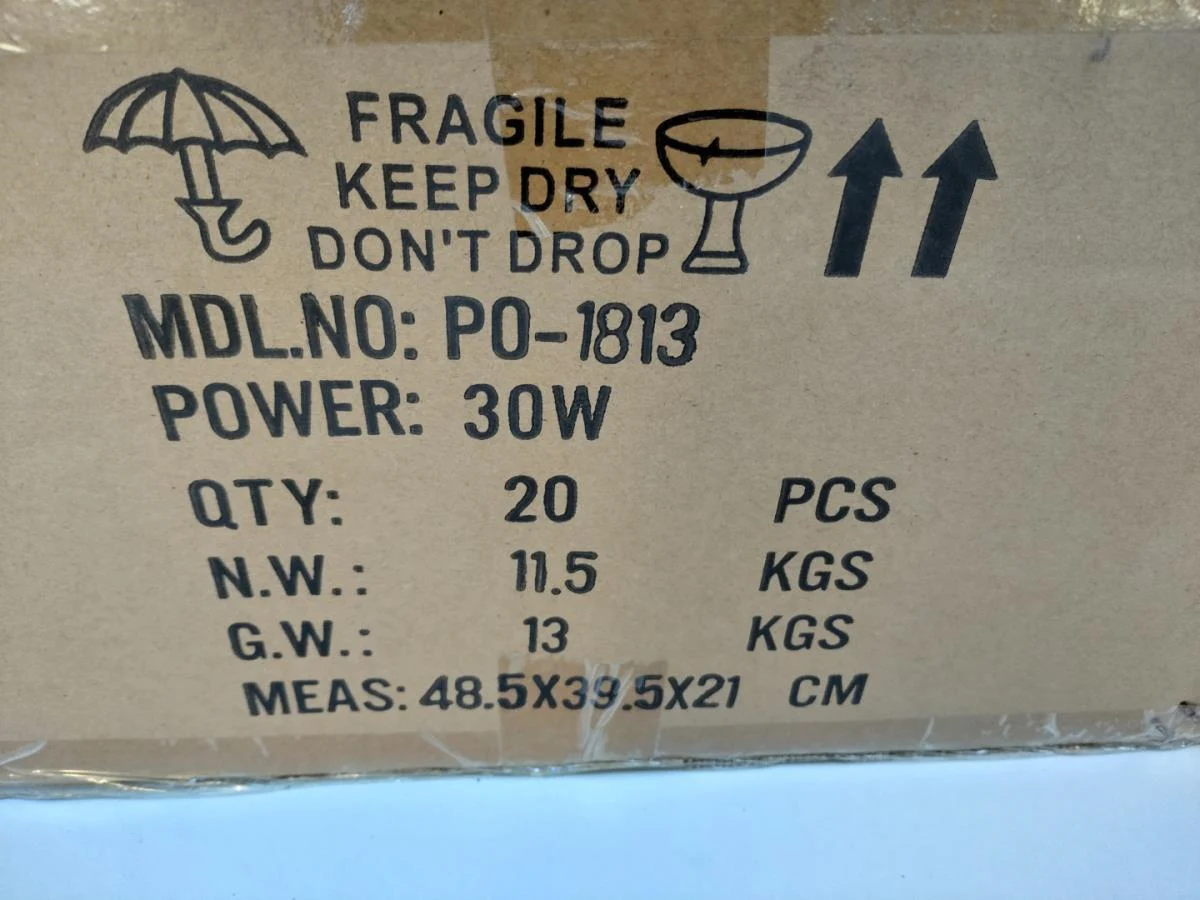 FRAGILE
KEEP DRY
DON'T DROP
MDL.NO: PO-1813
POWER: 30W
QTY: 20 PCS
N.W.: 11.5 KGS
G.W.: 13 KGS
MEAS: 48.5X39.5X21 CM